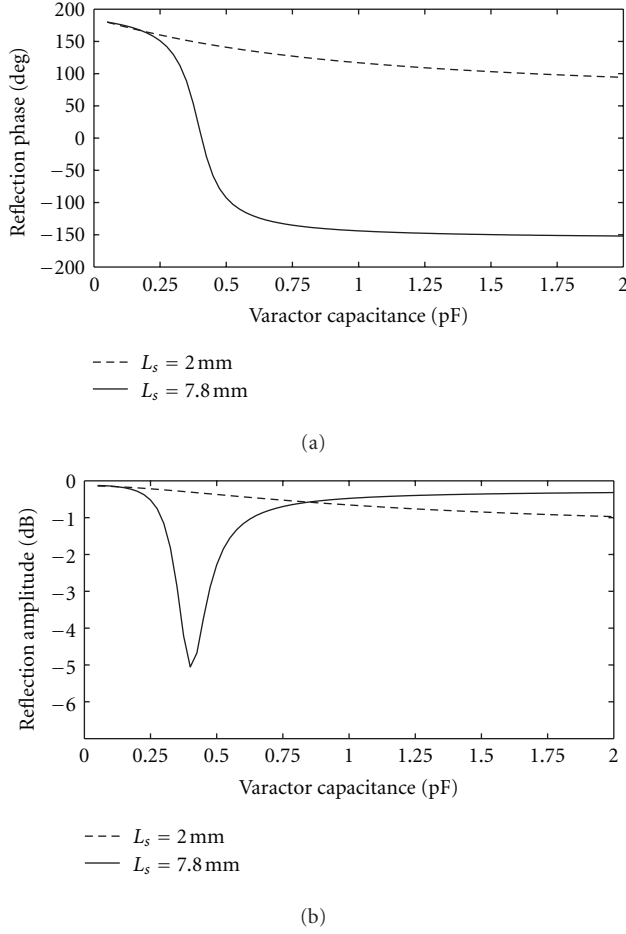 200
150
100
50
0
−50
−100
−150
−200
Reflection phase (deg)
0 0.25 0.5 0.75 1 1.25 1.5 1.75 2
Varactor capacitance (pF)
L_s = 2 mm
L_s = 7.8 mm
(a)
0
−1
−2
−3
−4
−5
−6
Reflection amplitude (dB)
0 0.25 0.5 0.75 1 1.25 1.5 1.75 2
Varactor capacitance (pF)
L_s = 2 mm
L_s = 7.8 mm
(b)